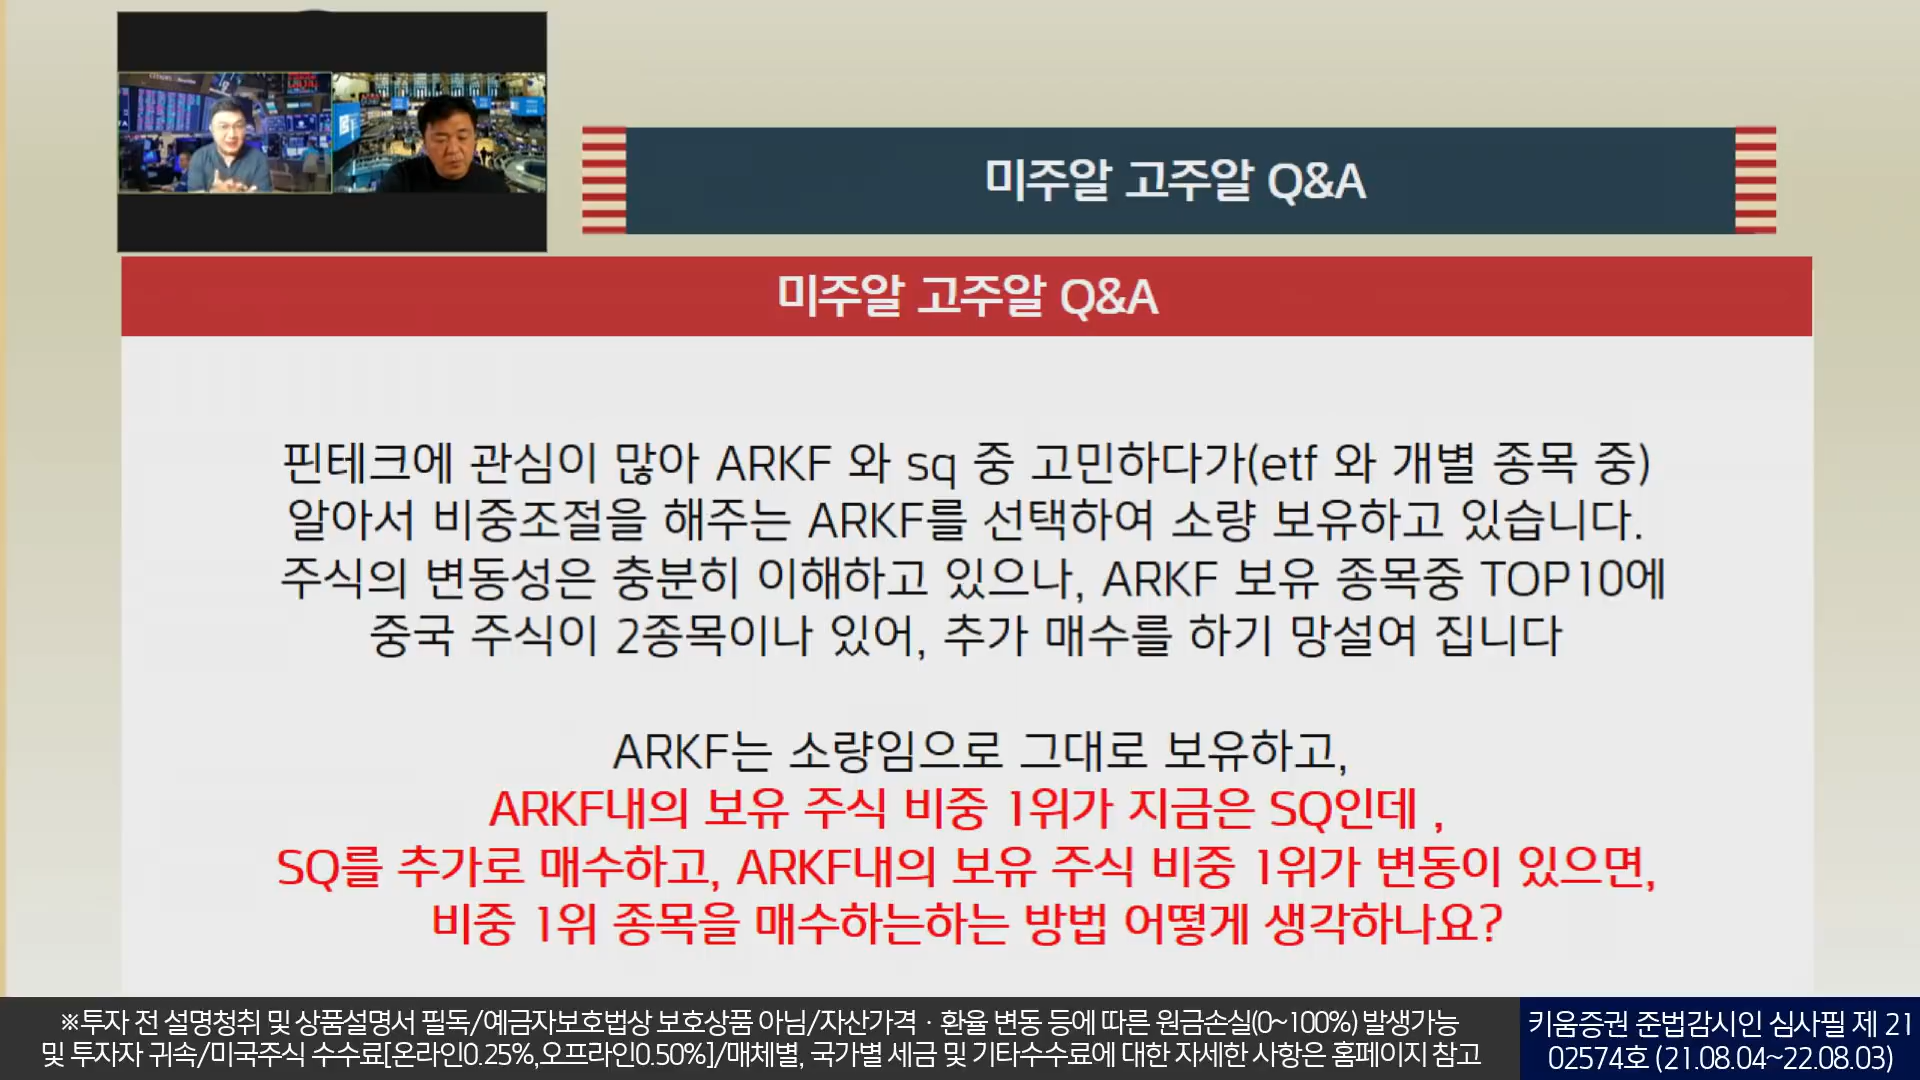 미주알 고주알 Q&A
미주알 고주알 Q&A
핀테크에 관심이 많아 ARKF 와 sq 중 고민하다가(etf 와 개별 종목 중)
알아서 비중조절을 해주는 ARKF를 선택하여 소량 보유하고 있습니다.
주식의 변동성은 충분히 이해하고 있으나, ARKF 보유 종목중 TOP10에
중국 주식이 2종목이나 있어, 추가 매수를 하기 망설여 집니다
ARKF는 소량임으로 그대로 보유하고,
ARKF내의 보유 주식 비중 1위가 지금은 SQ인데 ,
SQ를 추가로 매수하고, ARKF내의 보유 주식 비중 1위가 변동이 있으면,
비중 1위 종목을 매수하는하는 방법 어떻게 생각하나요?
※투자 전 설명청취 및 상품설명서 필독/예금자보호법상 보호상품 아님/자산가격 · 환율 변동 등에 따른 원금손실(0~100%) 발생가능
및 투자자 귀속/미국주식 수수료[온라인0.25%,오프라인0.50%]/매체별, 국가별 세금 및 기타수수료에 대한 자세한 사항은 홈페이지 참고
키움증권 준법감시인 심사필 제 21
02574호 (21.08.04~22.08.03)